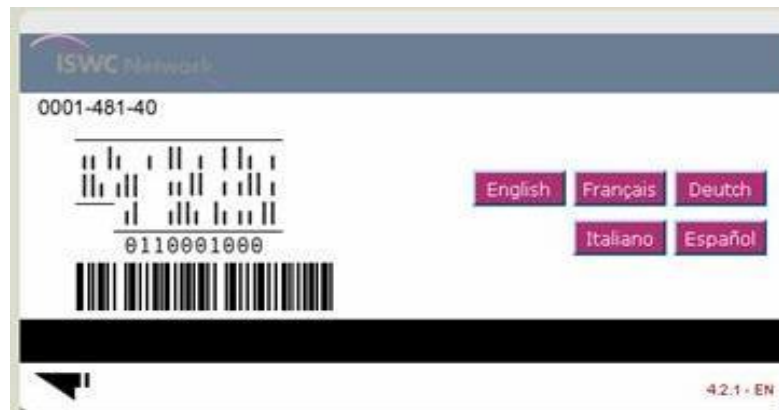 ISWC Network
0001-481-40
English Français Deutch
Italiano Español
0110001000
4.2.1 - EN